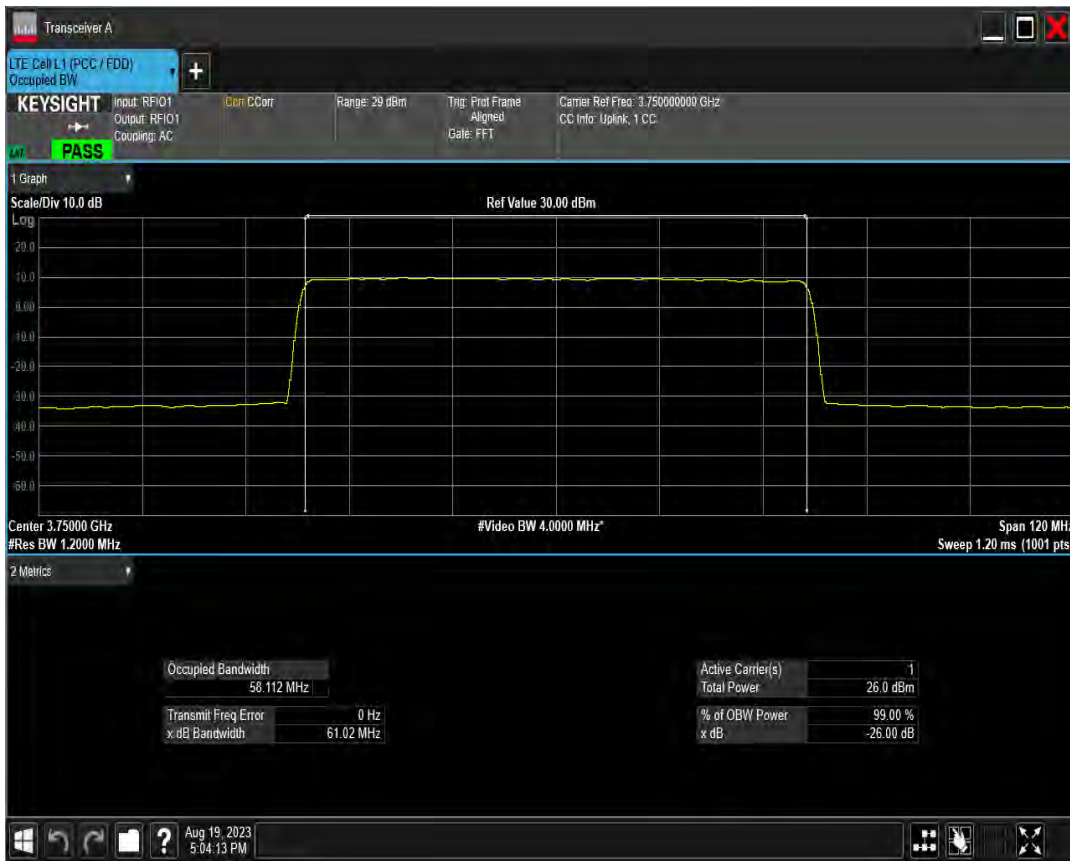 Transceiver A
LTE Cell L1 (PCC / FDD)
Occupied BW
+
KEYSIGHT
Input: RFIO1
Output: RFIO1
Coupling: AC
Corr CCorr
Range: 29 dBm
Trig: Prot Frame
Aligned
Gate: FFT
Carrier Ref Freq: 3.750000000 GHz
CC Info: Uplink, 1 CC
PASS
1 Graph
Scale/Div 10.0 dB
Ref Value 30.00 dBm
Log
20.0
10.0
0.00
-10.0
-20.0
-30.0
-40.0
-50.0
-60.0
Center 3.75000 GHz
#Video BW 4.0000 MHz*
Span 120 MHz
#Res BW 1.2000 MHz
Sweep 1.20 ms (1001 pts
2 Metrics
Occupied Bandwidth
58.112 MHz
Transmit Freq Error 0 Hz
x dB Bandwidth 61.02 MHz
Active Carrier(s) 1
Total Power 26.0 dBm
% of OBW Power 99.00 %
x dB -26.00 dB
?
Aug 19, 2023
5:04:13 PM